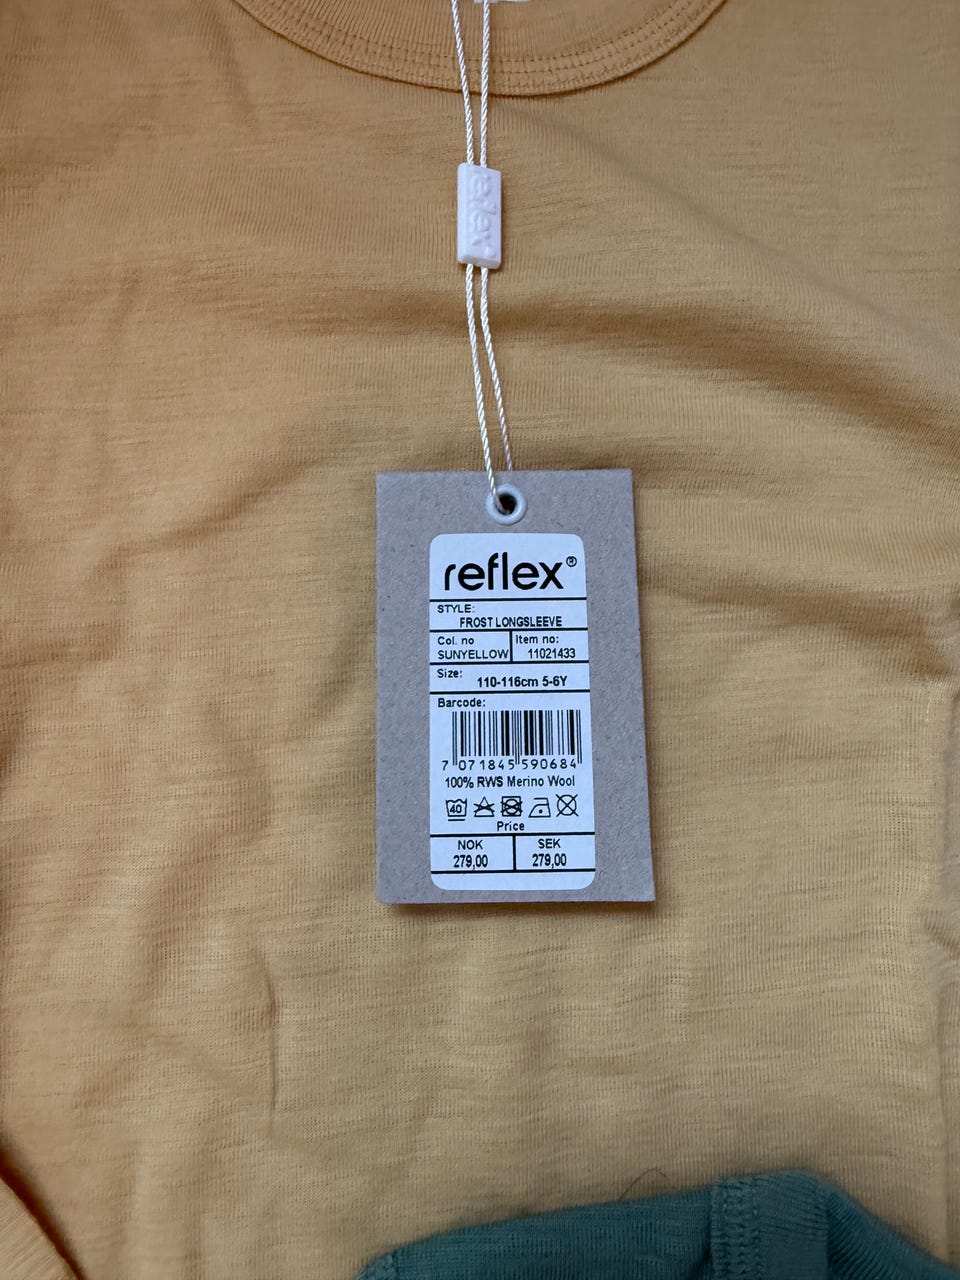 reflex
reflex®
STYLE:
FROST LONGSLEEVE
Col. no Item no:
SUNYELLOW 11021433
Size: 110-116cm 5-6Y
Barcode:
7 071845 590684
100% RWS Merino Wool
40
Price
NOK SEK
279,00 279,00